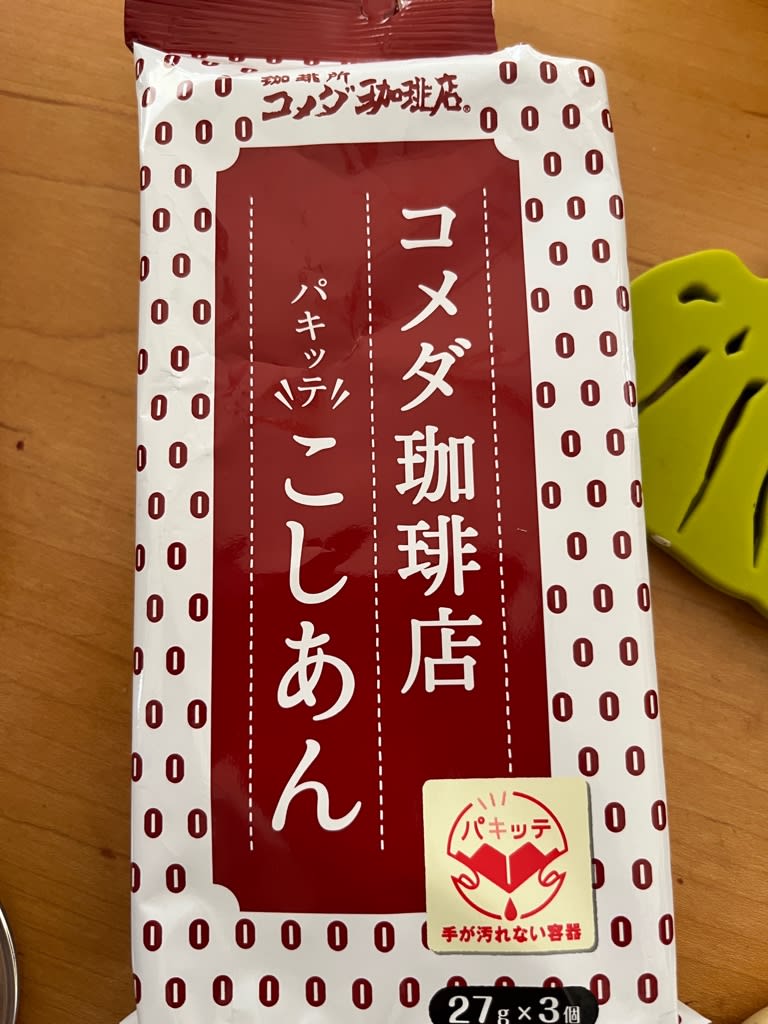 珈琲所
コメダ珈琲店®
コメダ珈琲店
パキッテ
こしあん
パキッテ
手が汚れない容器
27g×3個